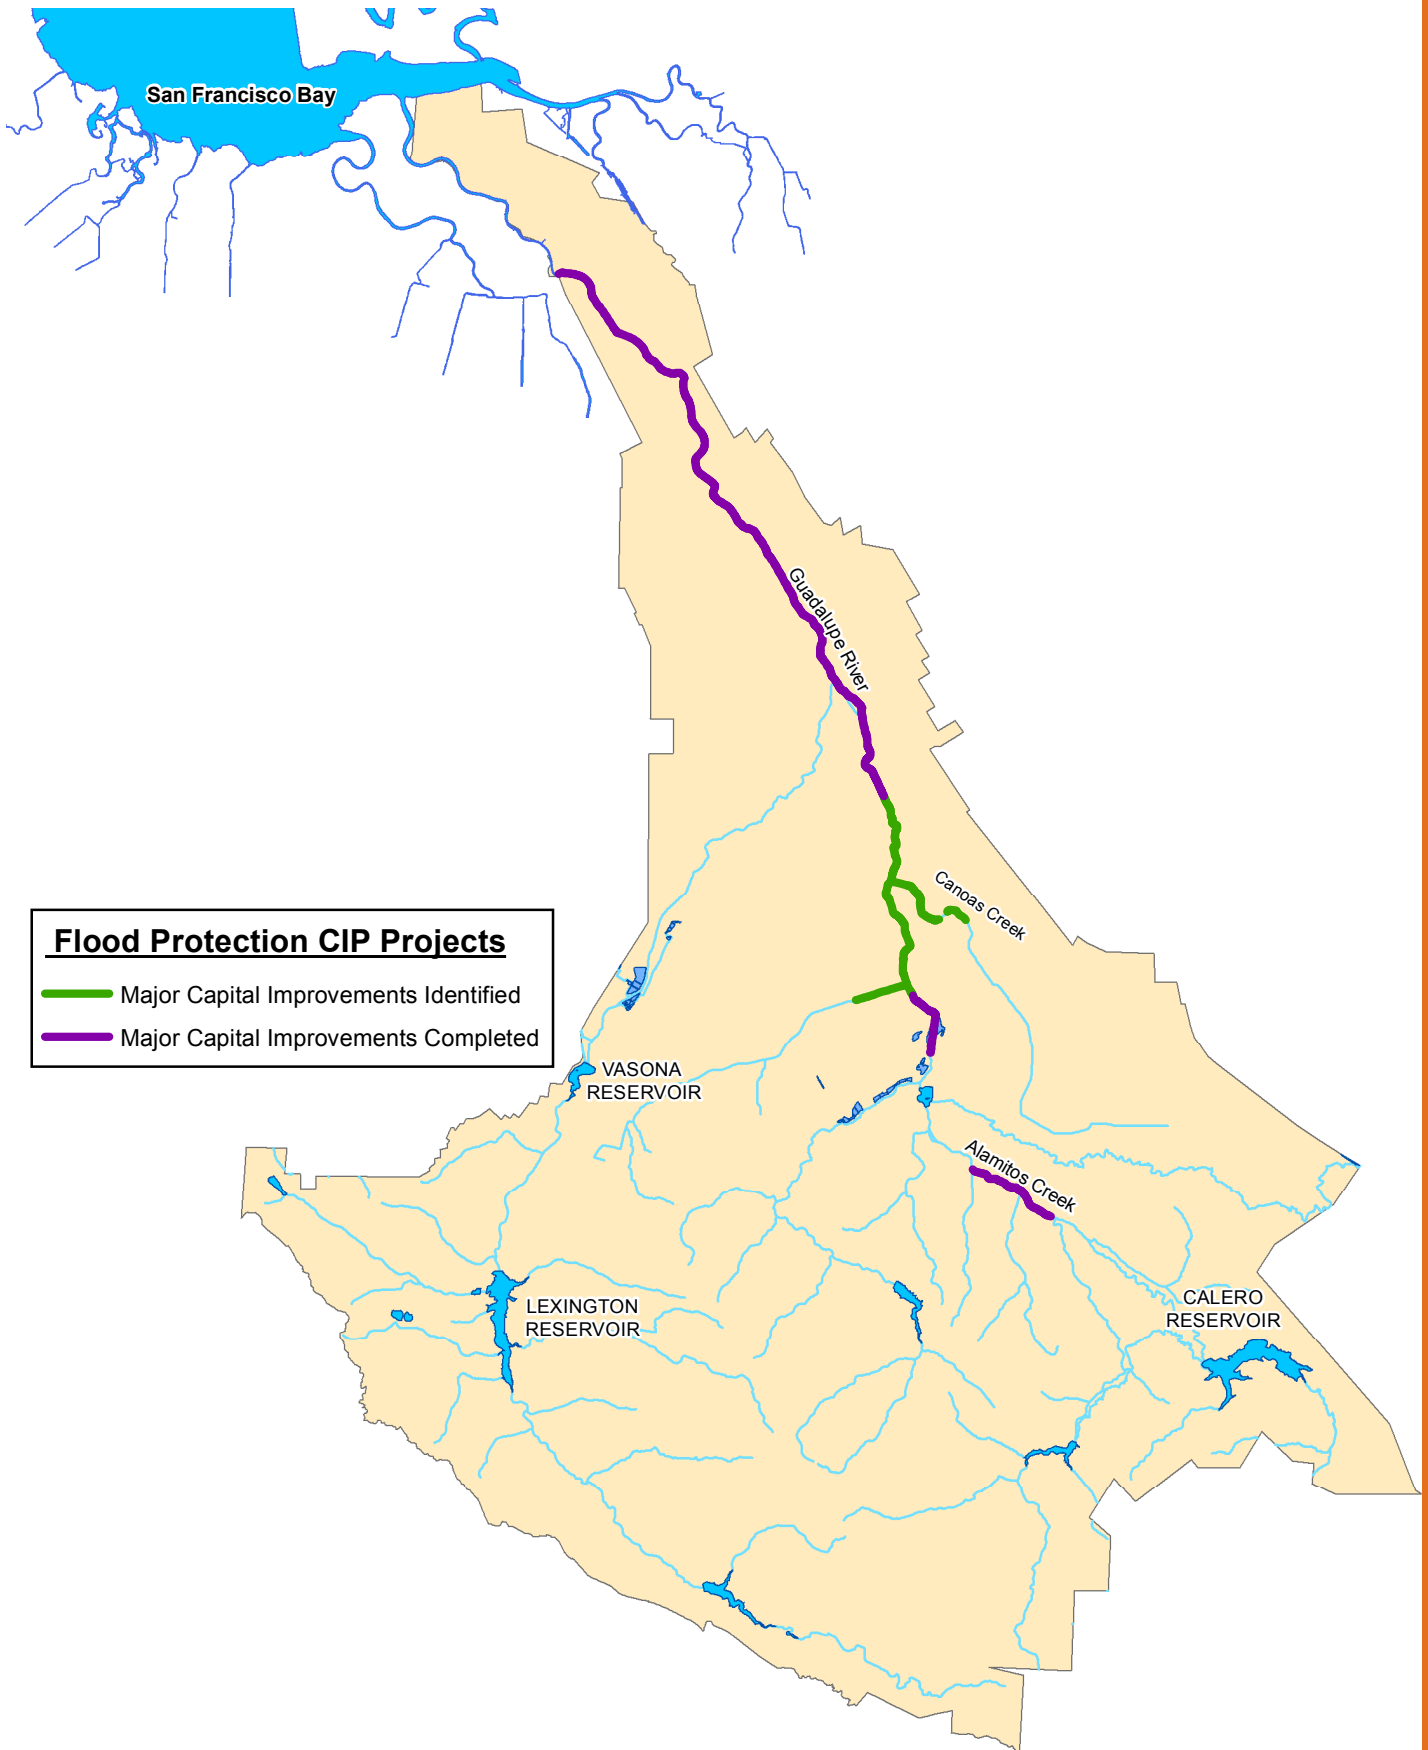 San Francisco Bay
Guadalupe River
Canoas Creek
Flood Protection CIP Projects
Major Capital Improvements Identified
Major Capital Improvements Completed
VASONA
RESERVOIR
Alamitos Creek
LEXINGTON
RESERVOIR
CALERO
RESERVOIR